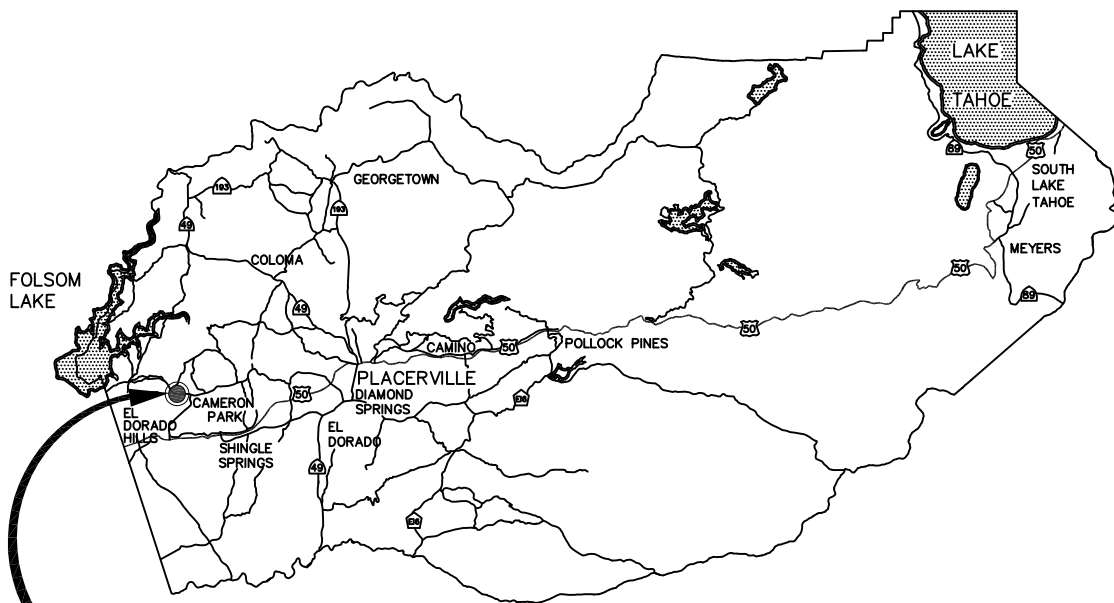 LAKE
TAHOE
89
50
SOUTH
LAKE
TAHOE
GEORGETOWN
193
193
49
COLOMA
MEYERS
50
FOLSOM
LAKE
89
49
50
POLLOCK PINES
CAMINO
50
PLACERVILLE
DIAMOND
SPRINGS
50
CAMERON
PARK
E16
EL
DORADO
HILLS
EL
DORADO
SHINGLE
SPRINGS
49
E16